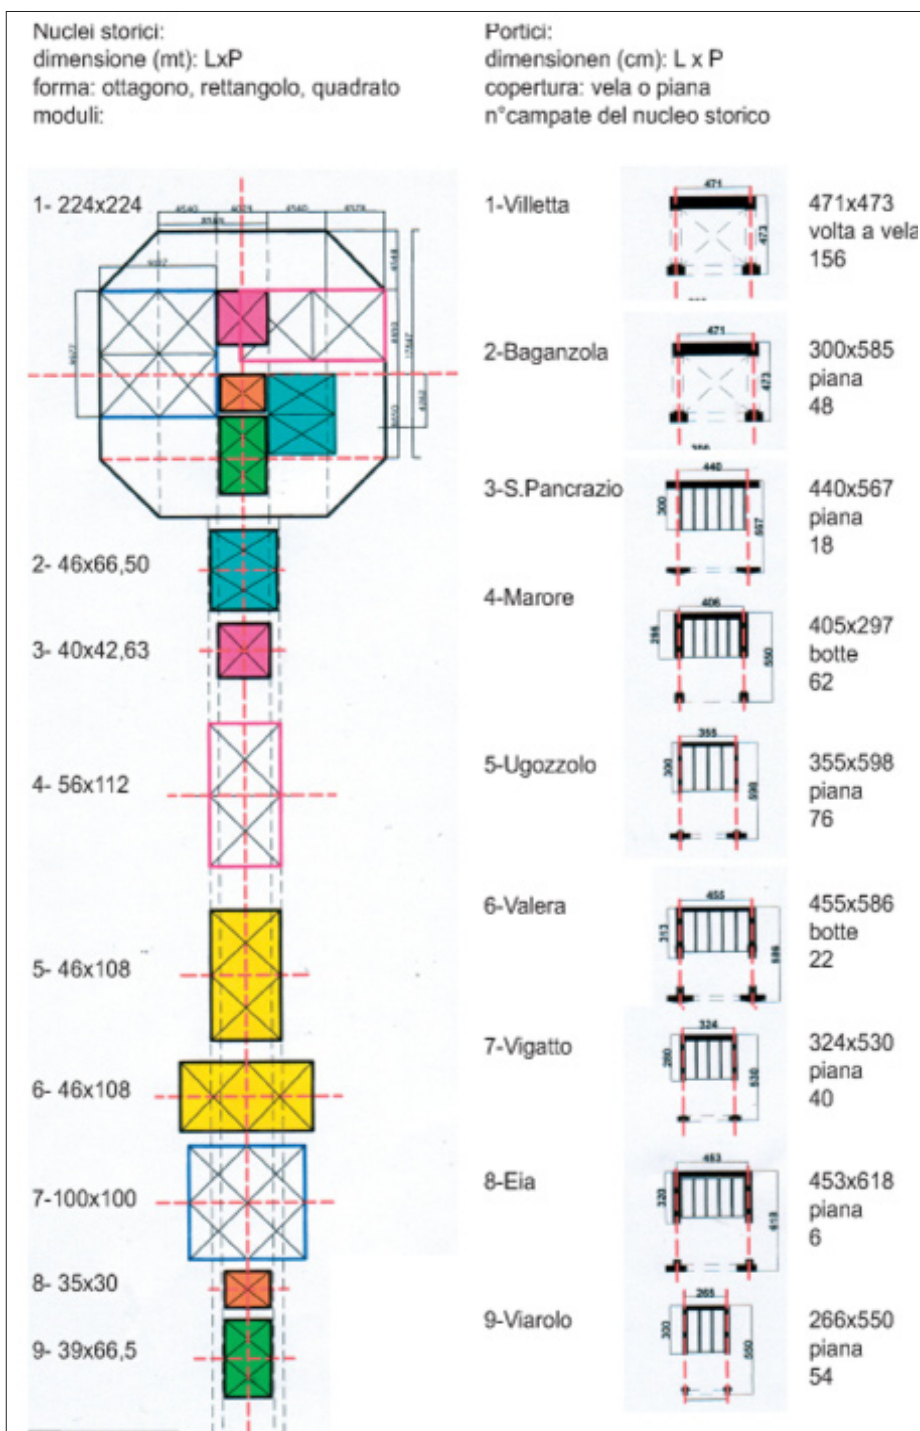 Nuclei storici:
dimensione (mt): LxP
forma: ottagono, rettangolo, quadrato
moduli:
1- 224x224
2- 46x66,50
3- 40x42,63
4- 56x112
5- 46x108
6- 46x108
7-100x100
8- 35x30
9- 39x66,5
Portici:
dimensionen (cm): L x P
copertura: vela o piana
n°campate del nucleo storico
1-Villetta
471
473
471x473
volta a vela
156
2-Baganzola
471
473
300x585
piana
48
3-S.Pancrazio
440
300
440x567
piana
18
4-Marore
406
550
405x297
botte
62
5-Ugozzolo
355
300
598
355x598
piana
76
6-Valera
455
313
586
455x586
botte
22
7-Vigatto
324
280
530
324x530
piana
40
8-Eia
453
320
618
453x618
piana
6
9-Viarolo
265
300
550
266x550
piana
54